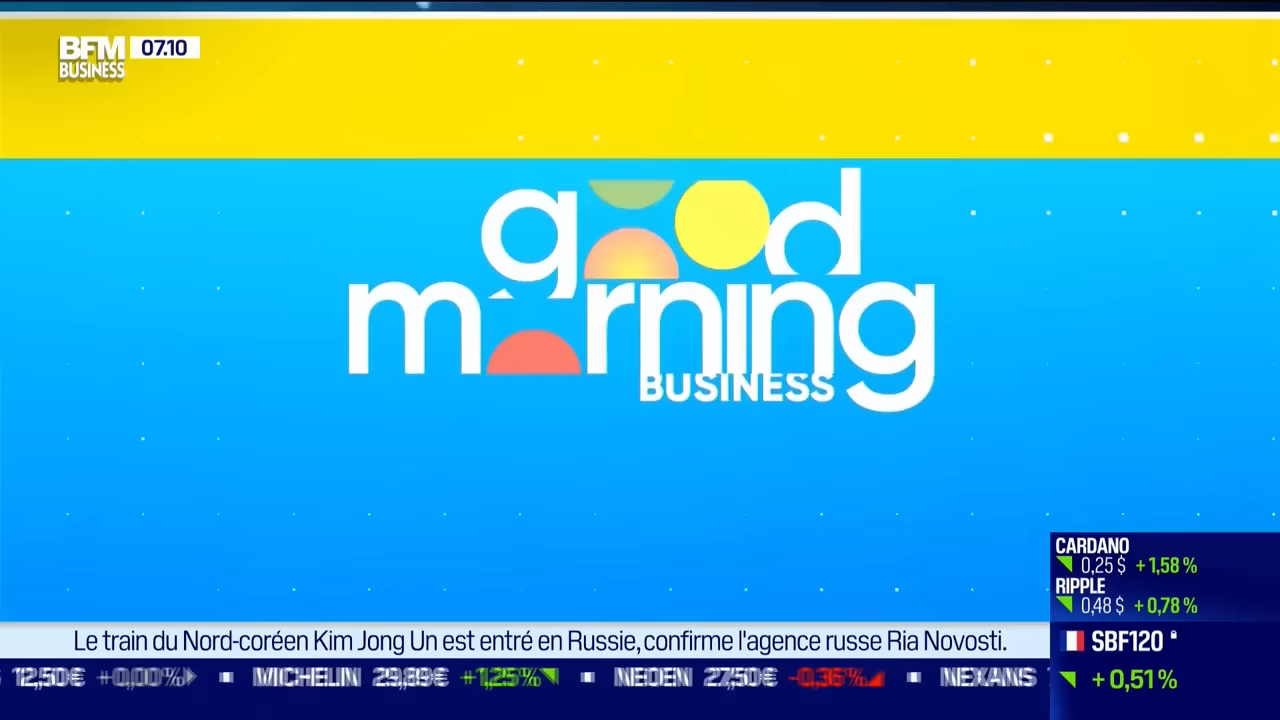 BFM
BUSINESS
07.10
good
morning
BUSINESS
CARDANO
0,25 $ + 1,58 %
RIPPLE
0,48 $ + 0,78 %
Le train du Nord-coréen Kim Jong Un est entré en Russie, confirme l'agence russe Ria Novosti.
SBF120
12,50€ +0,00% MICHELIN 29,89€ +1,25% NEOEN 27,50€ -0,36% NEXANS
+ 0,51 %